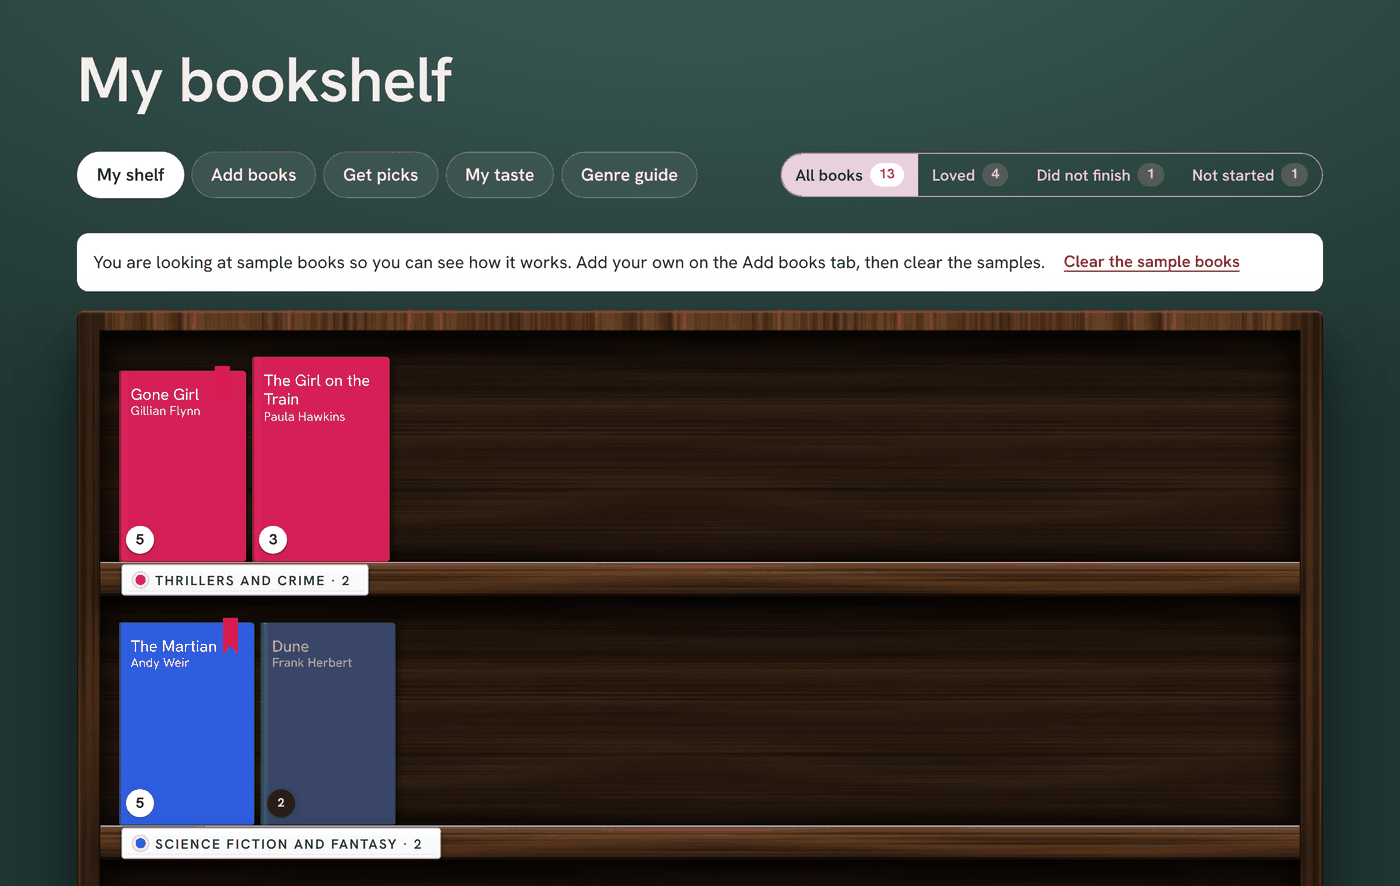 My bookshelf
My shelf
Add books
Get picks
My taste
Genre guide
All books 13
Loved 4
Did not finish 1
Not started 1
You are looking at sample books so you can see how it works. Add your own on the Add books tab, then clear the samples. Clear the sample books
Gone Girl
Gillian Flynn
5
The Girl on the
Train
Paula Hawkins
3
THRILLERS AND CRIME · 2
The Martian
Andy Weir
5
Dune
Frank Herbert
2
SCIENCE FICTION AND FANTASY · 2